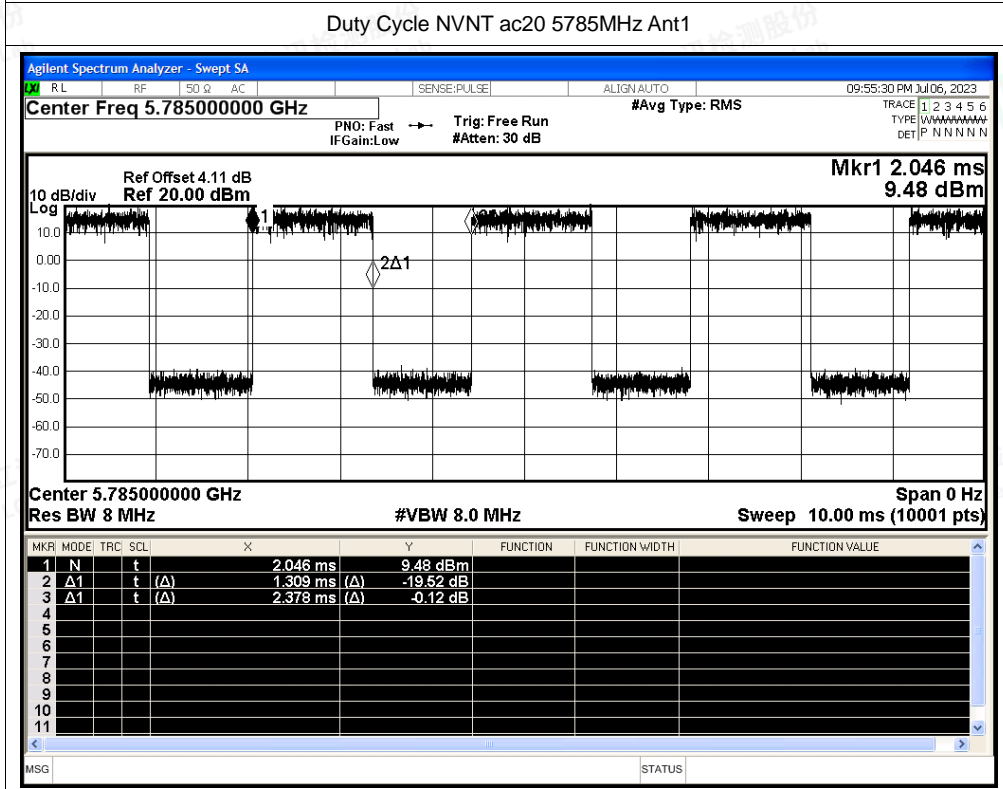 Duty Cycle NVNT ac20 5785MHz Ant1
Agilent Spectrum Analyzer - Swept SA
LXI RL RF 50 Ω AC SENSE:PULSE ALIGN AUTO 09:55:30 PM Jul 06, 2023
Center Freq 5.785000000 GHz #Avg Type: RMS TRACE 1 2 3 4 5 6
PNO: Fast Trig: Free Run TYPE
IFGain:Low #Atten: 30 dB DET P N N N N N
Mkr1 2.046 ms
Ref Offset 4.11 dB
10 dB/div Ref 20.00 dBm 9.48 dBm
Log
1
10.0
0.00
2Δ1
-10.0
-20.0
-30.0
-40.0
-50.0
-60.0
-70.0
Center 5.785000000 GHz Span 0 Hz
Res BW 8 MHz #VBW 8.0 MHz Sweep 10.00 ms (10001 pts)
MKR MODE TRC SCL X Y FUNCTION FUNCTION WIDTH FUNCTION VALUE
1 N t 2.046 ms 9.48 dBm
2 Δ1 t (Δ) 1.309 ms (Δ) -19.52 dB
3 Δ1 t (Δ) 2.378 ms (Δ) -0.12 dB
4
5
6
7
8
9
10
11
MSG STATUS